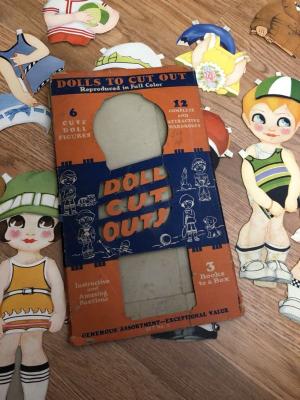 DOLLS TO CUT OUT
Reproduced in Full Color
6
CUTE
DOLL
FIGURES
12
COMPLETE
AND
ATTRACTIVE
WARDROBES
DOLL
CUT
OUTS
Instructive
and
Amusing
Pastimes
3
Books
to a Box
GENEROUS ASSORTMENT—EXCEPTIONAL VALUE